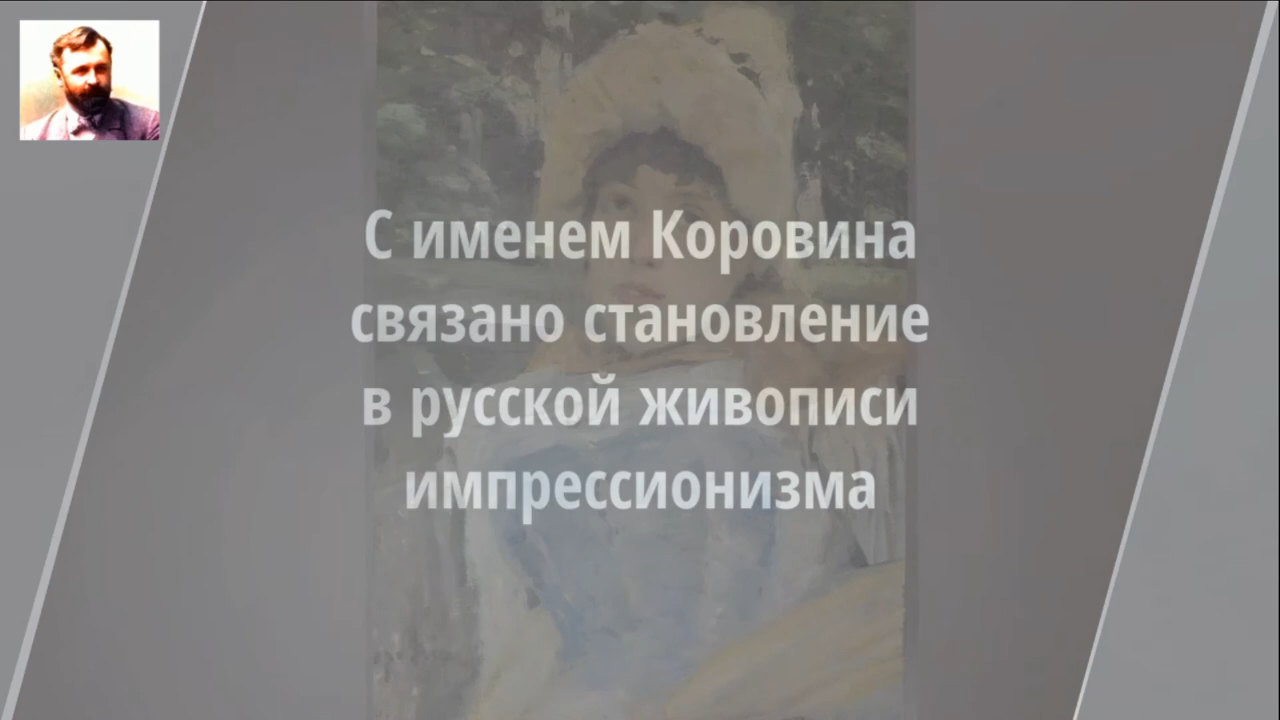 С именем Коровина
связано становление
в русской живописи
импрессионизма